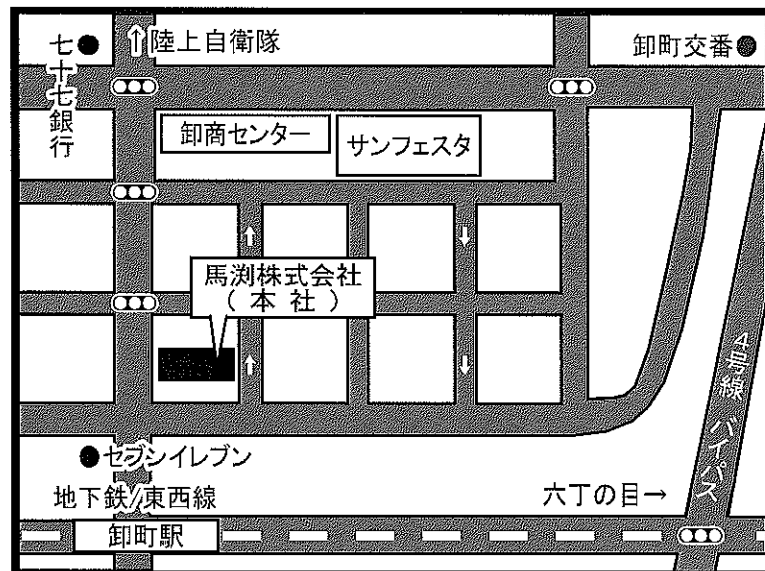 七十七銀行
↑陸上自衛隊
卸町交番
卸商センター
サンフェスタ
馬渕株式会社
(本社)
4号線 バイパス
セブンイレブン
地下鉄/東西線
六丁の目→
卸町駅